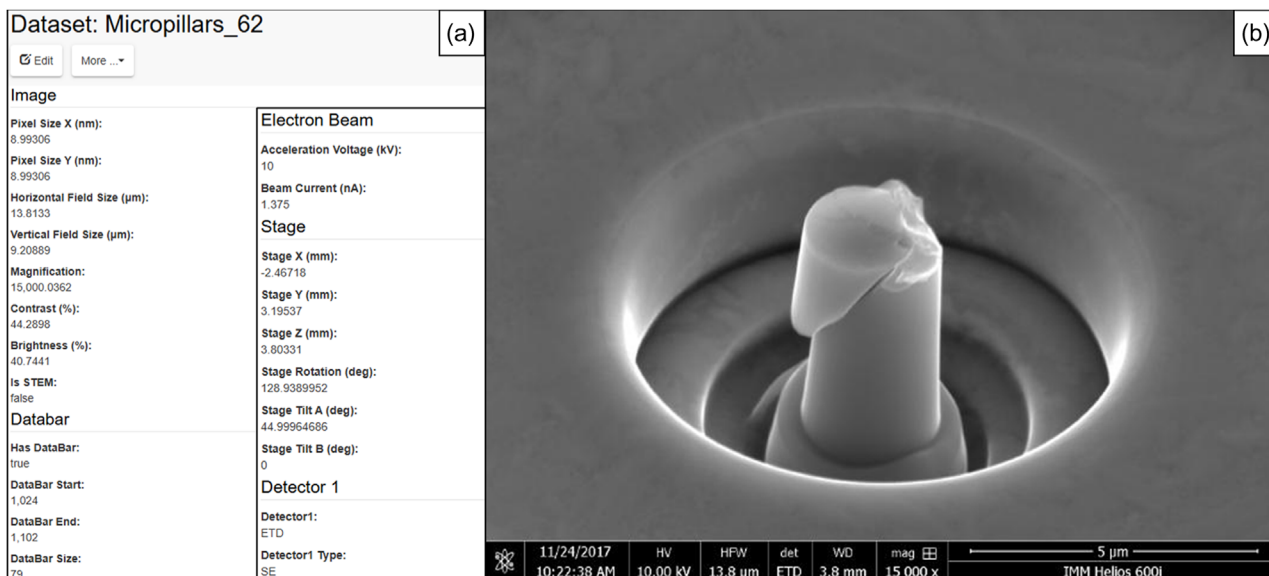 Dataset: Micropillars_62
(a)
(b)
Edit
More ...
Image
Pixel Size X (nm):
8.99306
Pixel Size Y (nm):
8.99306
Horizontal Field Size (µm):
13.8133
Vertical Field Size (µm):
9.20889
Magnification:
15,000.0362
Contrast (%):
44.2898
Brightness (%):
40.7441
Is STEM:
false
Databar
Has DataBar:
true
DataBar Start:
1,024
DataBar End:
1,102
DataBar Size:
79
Electron Beam
Acceleration Voltage (kV):
10
Beam Current (nA):
1.375
Stage
Stage X (mm):
-2.46718
Stage Y (mm):
3.19537
Stage Z (mm):
3.80331
Stage Rotation (deg):
128.9389952
Stage Tilt A (deg):
44.99964686
Stage Tilt B (deg):
0
Detector 1
Detector1:
ETD
Detector1 Type:
SE
11/24/2017 HV HFW det WD mag 5 µm
10:22:38 AM 10.00 kV 13.8 µm ETD 3.8 mm 15 000 x IMM Helios 600i